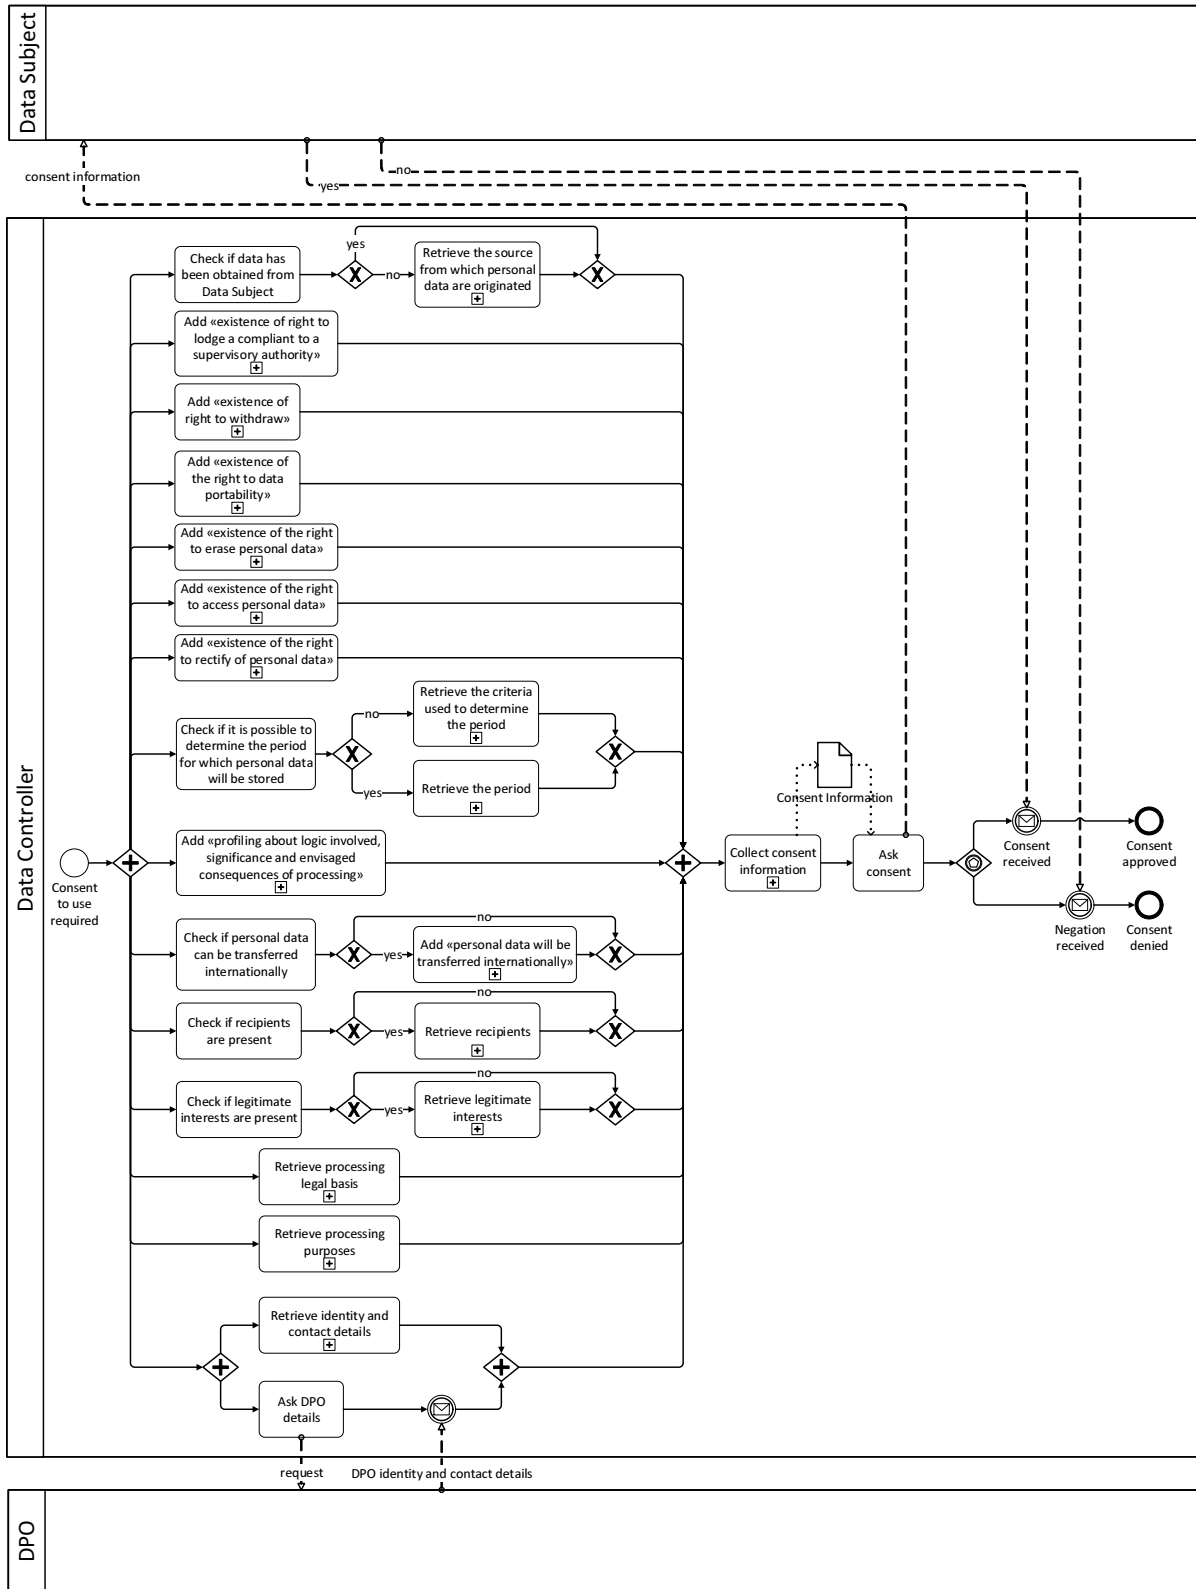 Data Subject
consent information
no
yes
Data Controller
yes
Check if data has
been obtained from
Data Subject
no
Retrieve the source
from which personal
data are originated
Add «existence of right to
lodge a compliant to a
supervisory authority»
Add «existence of
right to withdraw»
Add «existence of
the right to data
portability»
Add «existence of the right
to erase personal data»
Add «existence of the right
to access personal data»
Add «existence of the right
to rectify of personal data»
Check if it is possible to
determine the period
for which personal data
will be stored
no
Retrieve the criteria
used to determine
the period
yes
Retrieve the period
Consent Information
Consent
to use
required
Add «profiling about logic involved,
significance and envisaged
consequences of processing»
Collect consent
information
Ask
consent
Consent
received
Consent
approved
Negation
received
Consent
denied
Check if personal data
can be transferred
internationally
no
yes
Add «personal data will be
transferred internationally»
Check if recipients
are present
no
yes
Retrieve recipients
Check if legitimate
interests are present
no
yes
Retrieve legitimate
interests
Retrieve processing
legal basis
Retrieve processing
purposes
Retrieve identity and
contact details
Ask DPO
details
request
DPO identity and contact details
DPO